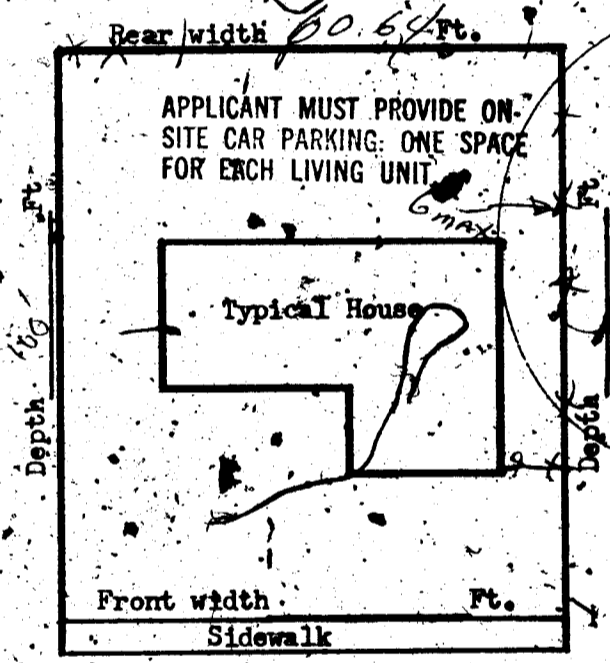 Rear width 60.64 Ft.
APPLICANT MUST PROVIDE ON-
SITE CAR PARKING: ONE SPACE
FOR EACH LIVING UNIT
6 MAX.
Ft.
Ft.
Typical House
Depth
Depth
Front width Ft.
Sidewalk